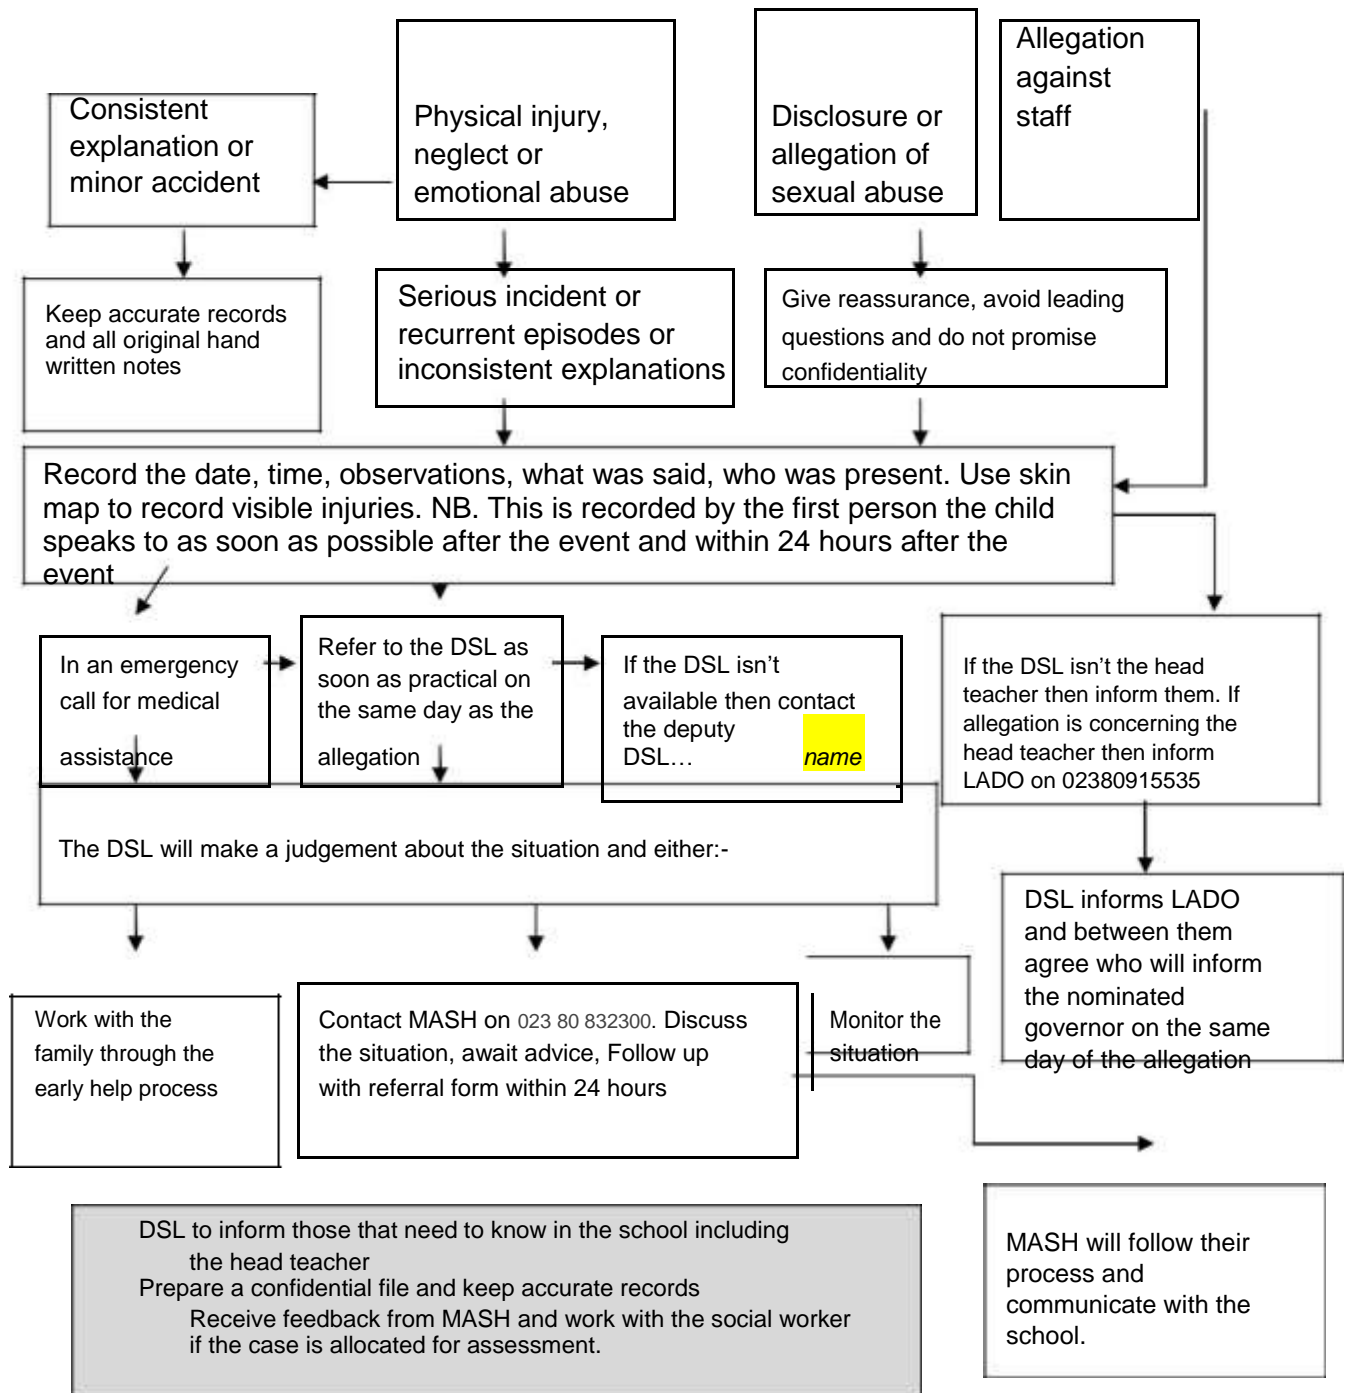 Allegation
against
staff
Consistent
explanation or
minor accident
Physical injury,
neglect or
emotional abuse
Disclosure or
allegation of
sexual abuse
Keep accurate records
and all original hand
written notes
Serious incident or
recurrent episodes or
inconsistent explanations
Give reassurance, avoid leading
questions and do not promise
confidentiality
Record the date, time, observations, what was said, who was present. Use skin
map to record visible injuries. NB. This is recorded by the first person the child
speaks to as soon as possible after the event and within 24 hours after the
event
In an emergency
call for medical
assistance
Refer to the DSL as
soon as practical on
the same day as the
allegation
If the DSL isn’t
available then contact
the deputy
DSL… name
If the DSL isn’t the head
teacher then inform them. If
allegation is concerning the
head teacher then inform
LADO on 02380915535
The DSL will make a judgement about the situation and either:-
DSL informs LADO
and between them
agree who will inform
the nominated
governor on the same
day of the allegation
Work with the
family through the
early help process
Contact MASH on 023 80 832300. Discuss
the situation, await advice, Follow up
with referral form within 24 hours
Monitor the
situation
DSL to inform those that need to know in the school including
the head teacher
Prepare a confidential file and keep accurate records
Receive feedback from MASH and work with the social worker
if the case is allocated for assessment.
MASH will follow their
process and
communicate with the
school.